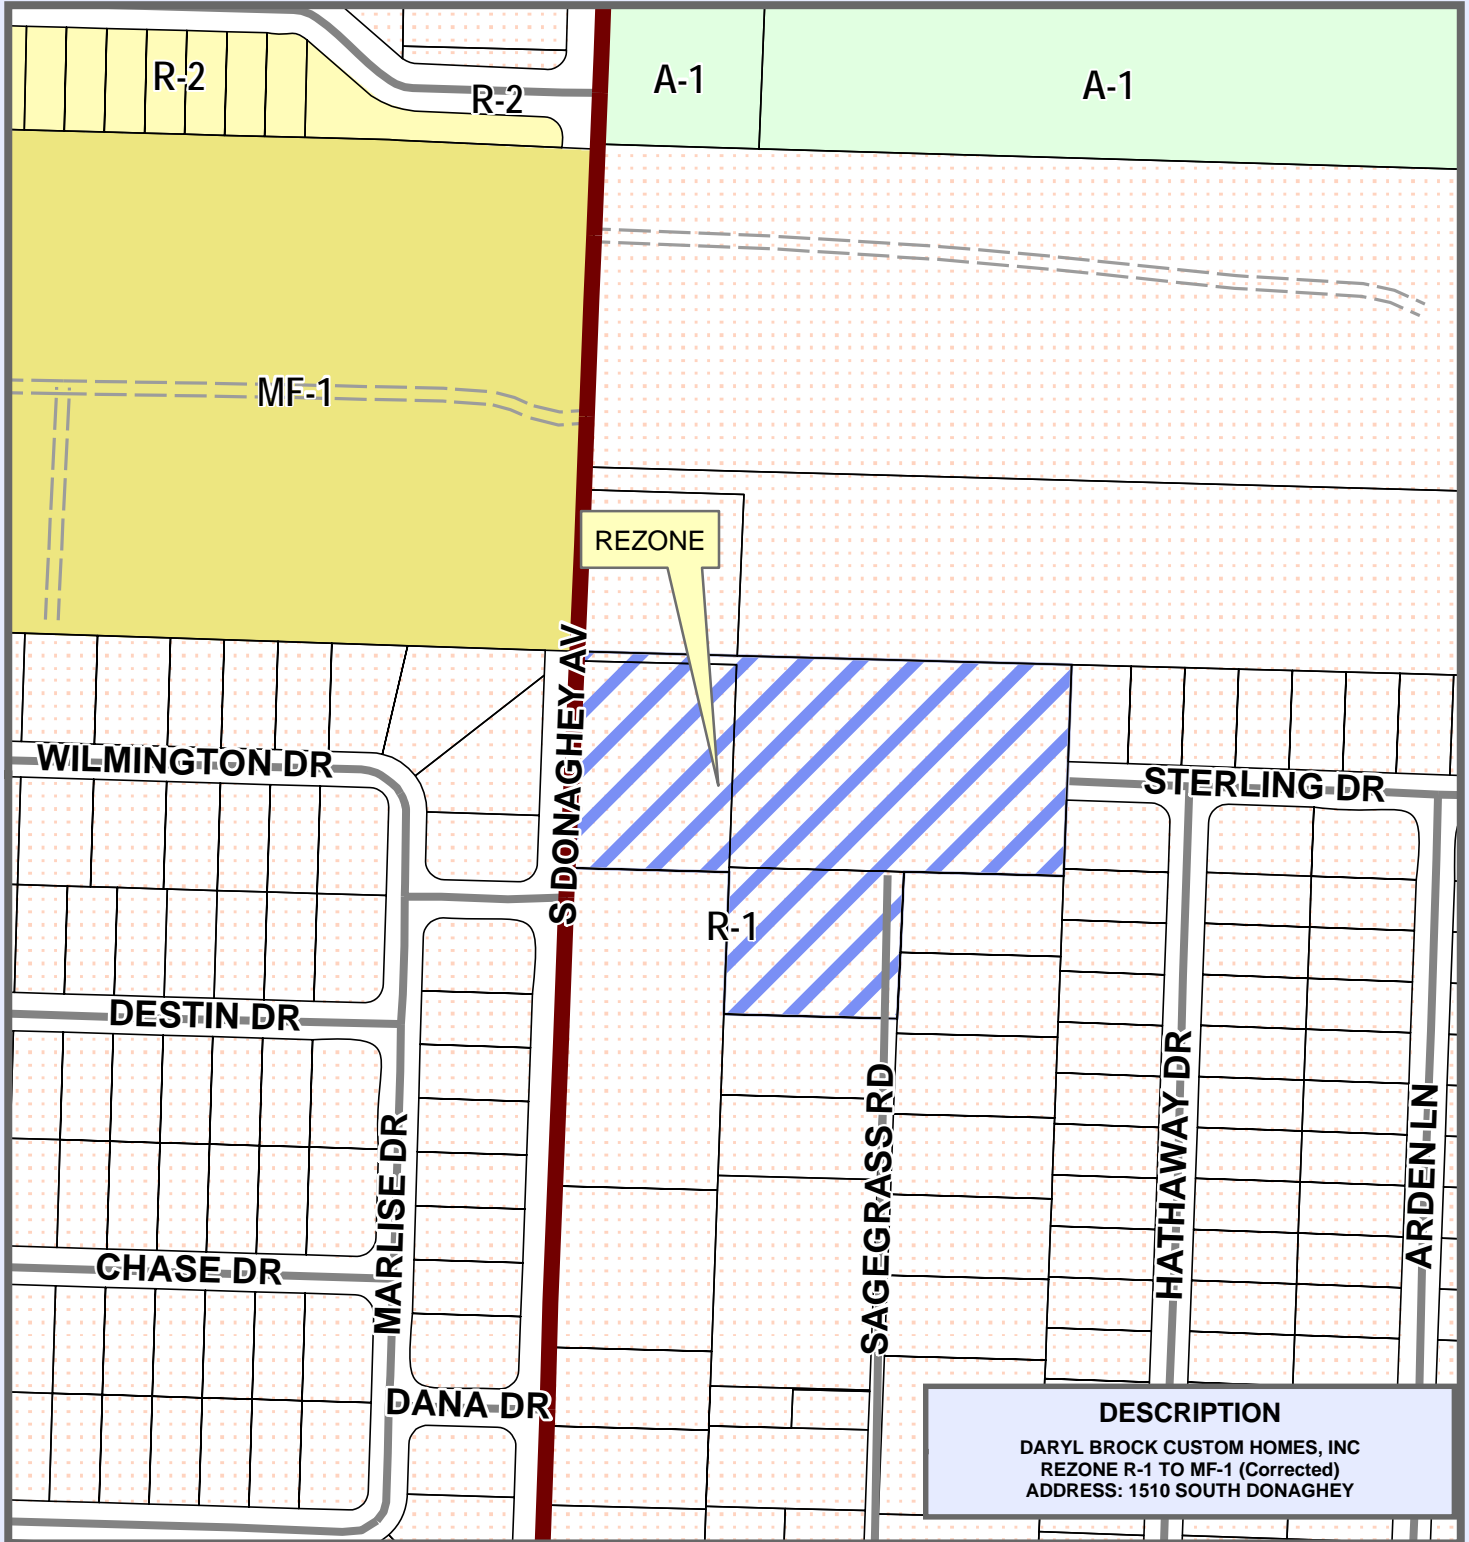 R-2
R-2
A-1
A-1
MF-1
REZONE
S DONAGHEY AV
WILMINGTON DR
STERLING DR
R-1
DESTIN DR
MARLISE DR
SAGEGRASS RD
HATHAWAY DR
ARDEN LN
CHASE DR
DANA DR
DESCRIPTION
DARYL BROCK CUSTOM HOMES, INC
REZONE R-1 TO MF-1 (Corrected)
ADDRESS: 1510 SOUTH DONAGHEY